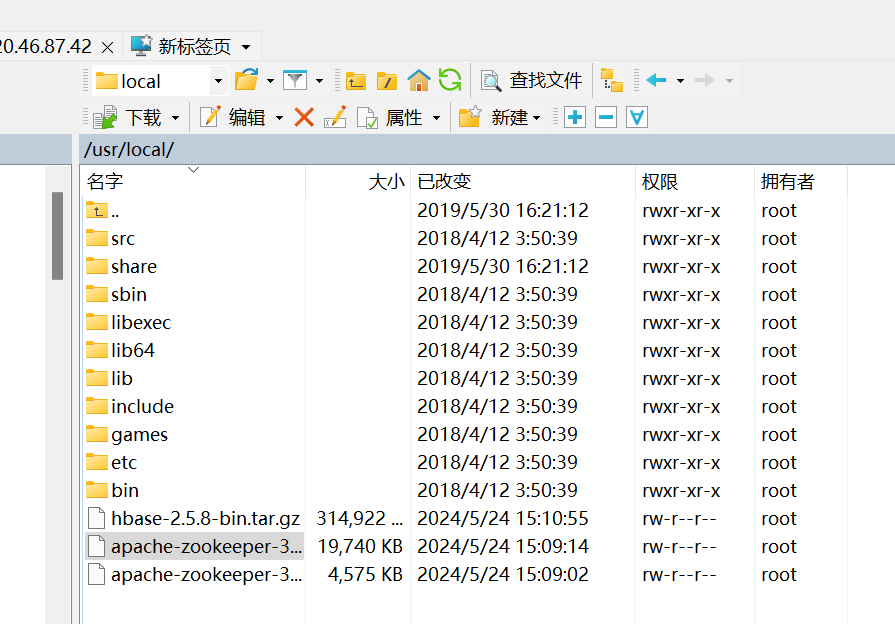 20.46.87.42 新标签页
local 查找文件
下载 编辑 属性 新建
/usr/local/
名字 大小 已改变 权限 拥有者
.. 2019/5/30 16:21:12 rwxr-xr-x root
src 2018/4/12 3:50:39 rwxr-xr-x root
share 2019/5/30 16:21:12 rwxr-xr-x root
sbin 2018/4/12 3:50:39 rwxr-xr-x root
libexec 2018/4/12 3:50:39 rwxr-xr-x root
lib64 2018/4/12 3:50:39 rwxr-xr-x root
lib 2018/4/12 3:50:39 rwxr-xr-x root
include 2018/4/12 3:50:39 rwxr-xr-x root
games 2018/4/12 3:50:39 rwxr-xr-x root
etc 2018/4/12 3:50:39 rwxr-xr-x root
bin 2018/4/12 3:50:39 rwxr-xr-x root
hbase-2.5.8-bin.tar.gz 314,922 ... 2024/5/24 15:10:55 rw-r--r-- root
apache-zookeeper-3... 19,740 KB 2024/5/24 15:09:14 rw-r--r-- root
apache-zookeeper-3... 4,575 KB 2024/5/24 15:09:02 rw-r--r-- root